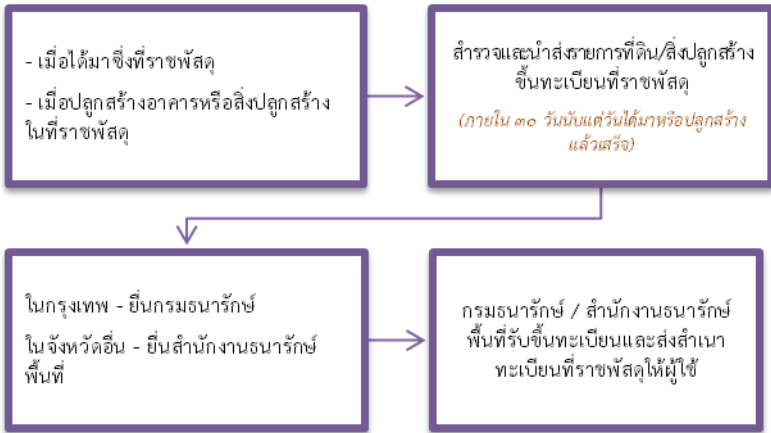 - เมื่อได้มาซึ่งที่ราชพัสดุ
- เมื่อปลูกสร้างอาคารหรือสิ่งปลูกสร้าง
ในที่ราชพัสดุ
สำรวจและนำส่งรายการที่ดิน/สิ่งปลูกสร้าง
ขึ้นทะเบียนที่ราชพัสดุ
(ภายใน ๓๐ วันนับแต่วันได้มาหรือปลูกสร้าง
แล้วเสร็จ)
ในกรุงเทพ - ยื่นกรมธนารักษ์
ในจังหวัดอื่น - ยื่นสำนักงานธนารักษ์
พื้นที่
กรมธนารักษ์ / สำนักงานธนารักษ์
พื้นที่รับขึ้นทะเบียนและส่งสำเนา
ทะเบียนที่ราชพัสดุให้ผู้ใช้